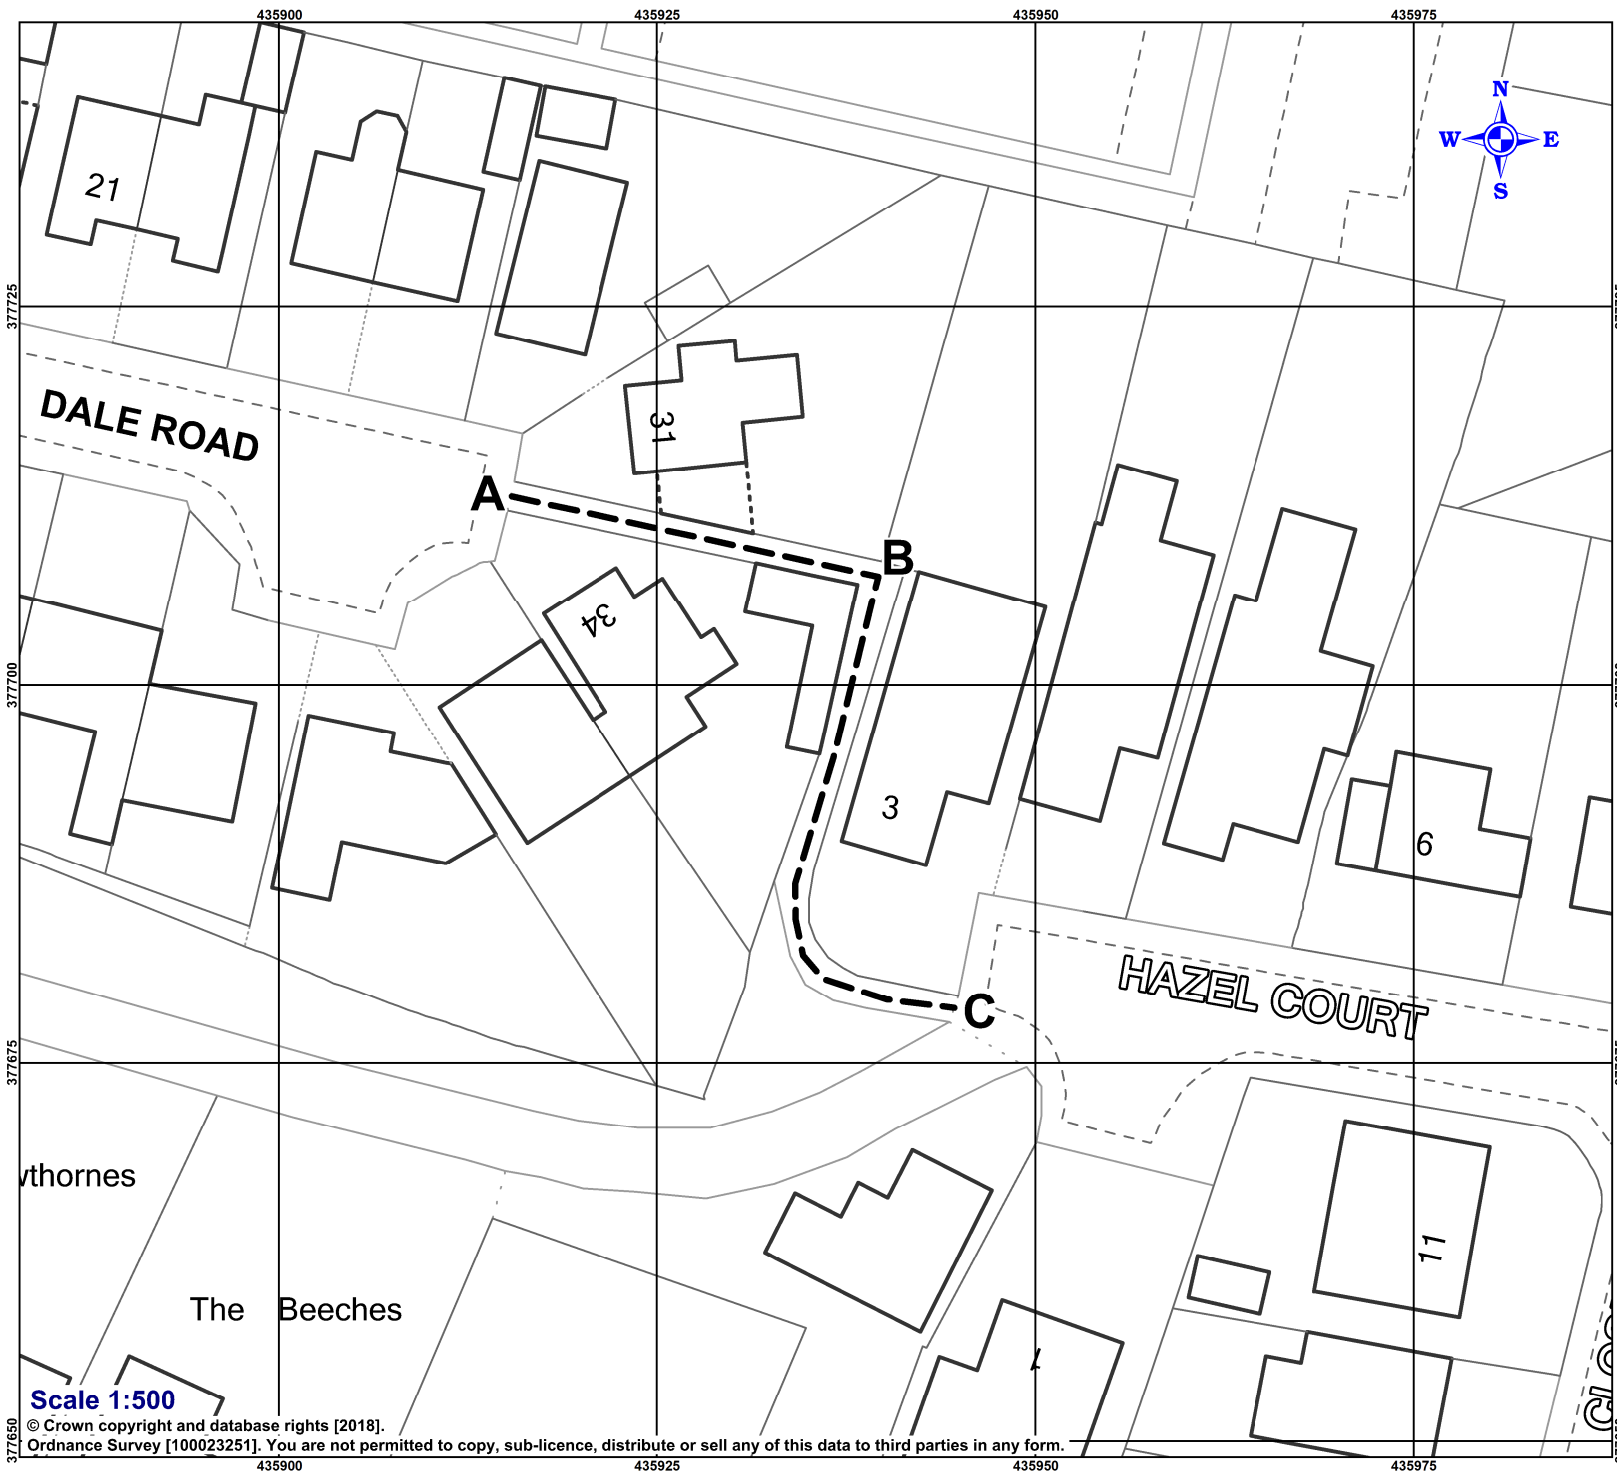 435900 435925 435950 435975
N
W E
S
21
377725
DALE ROAD
31
A
B
34
377700
3
6
HAZEL COURT
C
377675
wthornes
11
The Beeches
1
Scale 1:500
© Crown copyright and database rights [2018].
Ordnance Survey [100023251]. You are not permitted to copy, sub-licence, distribute or sell any of this data to third parties in any form.
377650
435900 435925 435950 435975